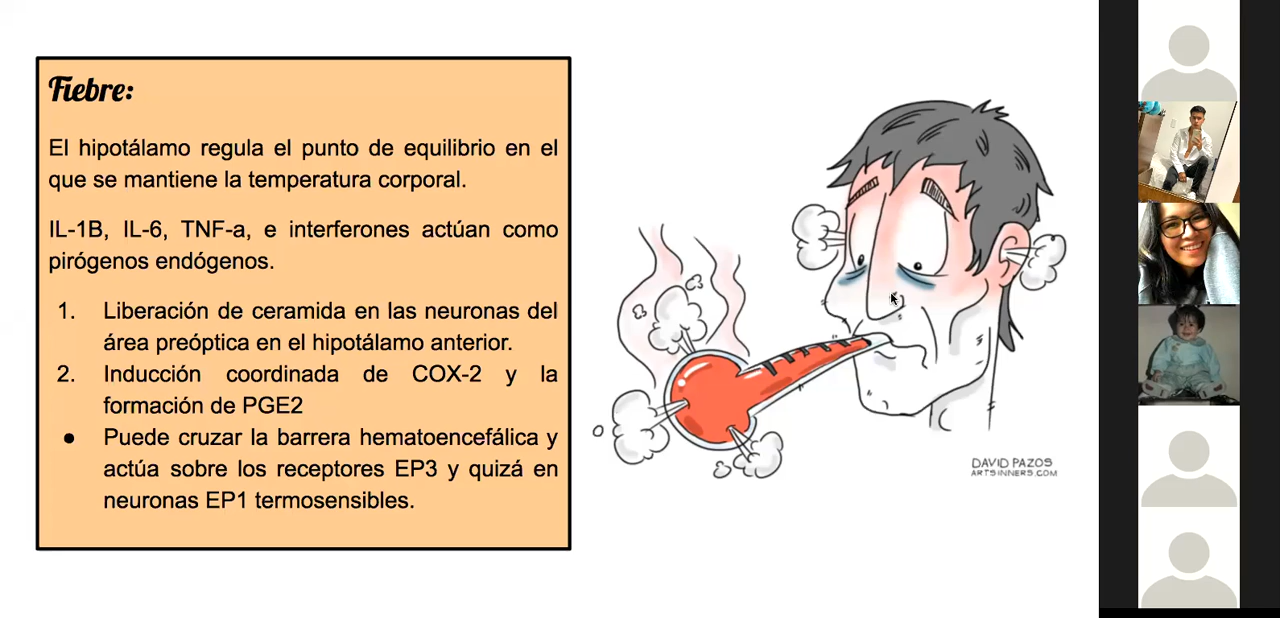 Fiebre:
El hipotálamo regula el punto de equilibrio en el
que se mantiene la temperatura corporal.
IL-1B, IL-6, TNF-a, e interferones actúan como
pirógenos endógenos.
1. Liberación de ceramida en las neuronas del
área preóptica en el hipotálamo anterior.
2. Inducción coordinada de COX-2 y la
formación de PGE2
● Puede cruzar la barrera hematoencefálica y
actúa sobre los receptores EP3 y quizá en
neuronas EP1 termosensibles.
DAVID PAZOS
ARTSINNERS.COM